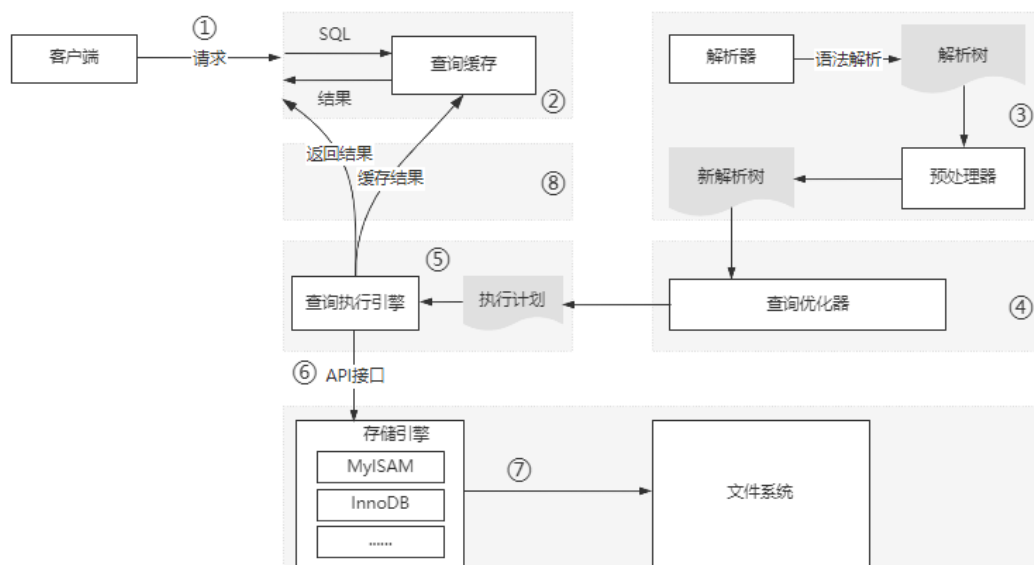 ①
客户端
请求
SQL
查询缓存
结果
②
解析器
语法解析
解析树
③
返回结果
缓存结果
⑧
新解析树
预处理器
⑤
查询执行引擎
执行计划
查询优化器
④
⑥
API接口
存储引擎
MyISAM
InnoDB
......
⑦
文件系统